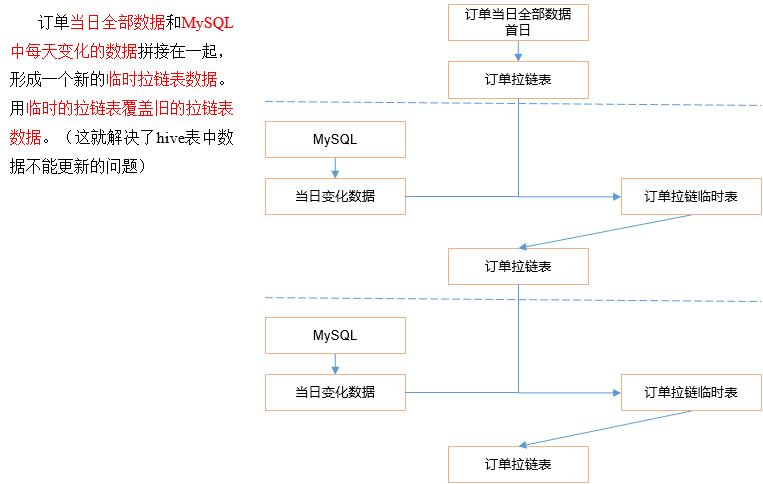 订单当日全部数据和MySQL
中每天变化的数据拼接在一起，
形成一个新的临时拉链表数据。
用临时的拉链表覆盖旧的拉链表
数据。（这就解决了hive表中数
据不能更新的问题）
订单当日全部数据
首日
订单拉链表
MySQL
当日变化数据
订单拉链临时表
订单拉链表
MySQL
当日变化数据
订单拉链临时表
订单拉链表